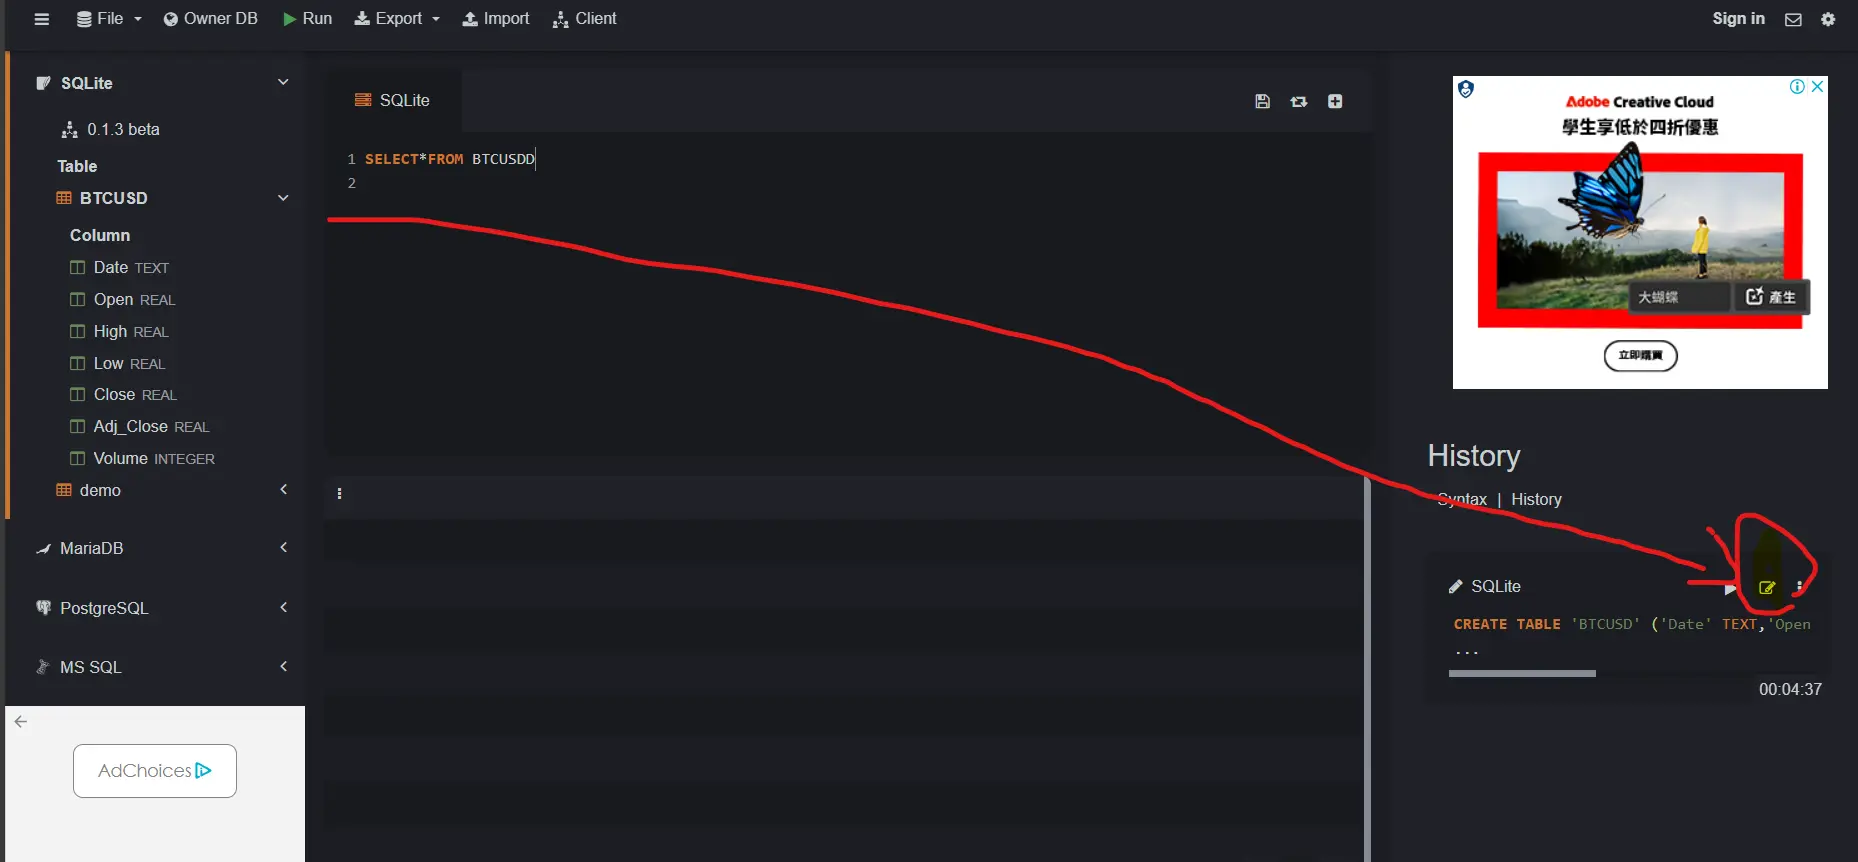 File Owner DB Run Export Import Client Sign in
SQLite
0.1.3 beta
Table
BTCUSD
Column
Date TEXT
Open REAL
High REAL
Low REAL
Close REAL
Adj_Close REAL
Volume INTEGER
demo
MariaDB
PostgreSQL
MS SQL
AdChoices
SQLite
1 SELECT*FROM BTCUSDD
2
Adobe Creative Cloud
學生享低於四折優惠
大蝴蝶 產生
立即購買
History
Syntax | History
SQLite
CREATE TABLE 'BTCUSD' ('Date' TEXT,'Open
...
00:04:37